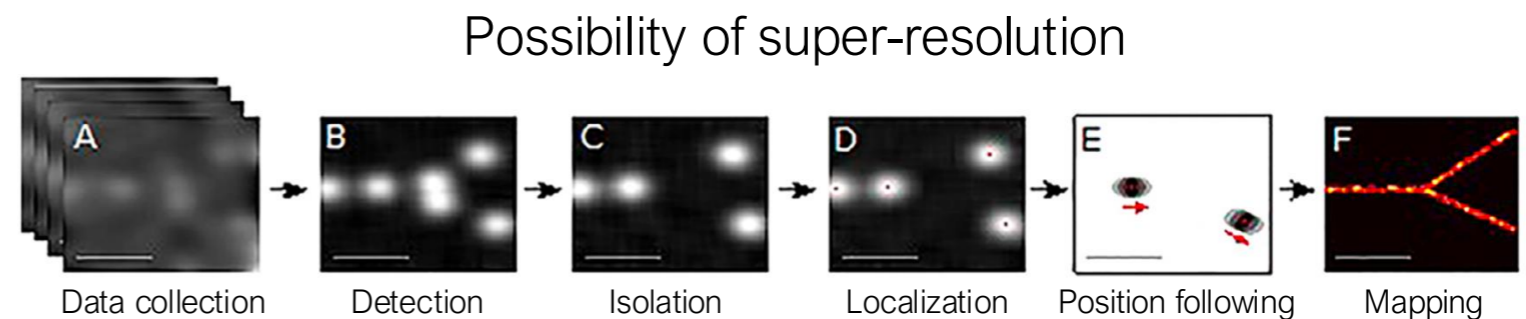 Possibility of super-resolution
A
B
C
D
E
F
Data collection
Detection
Isolation
Localization
Position following
Mapping